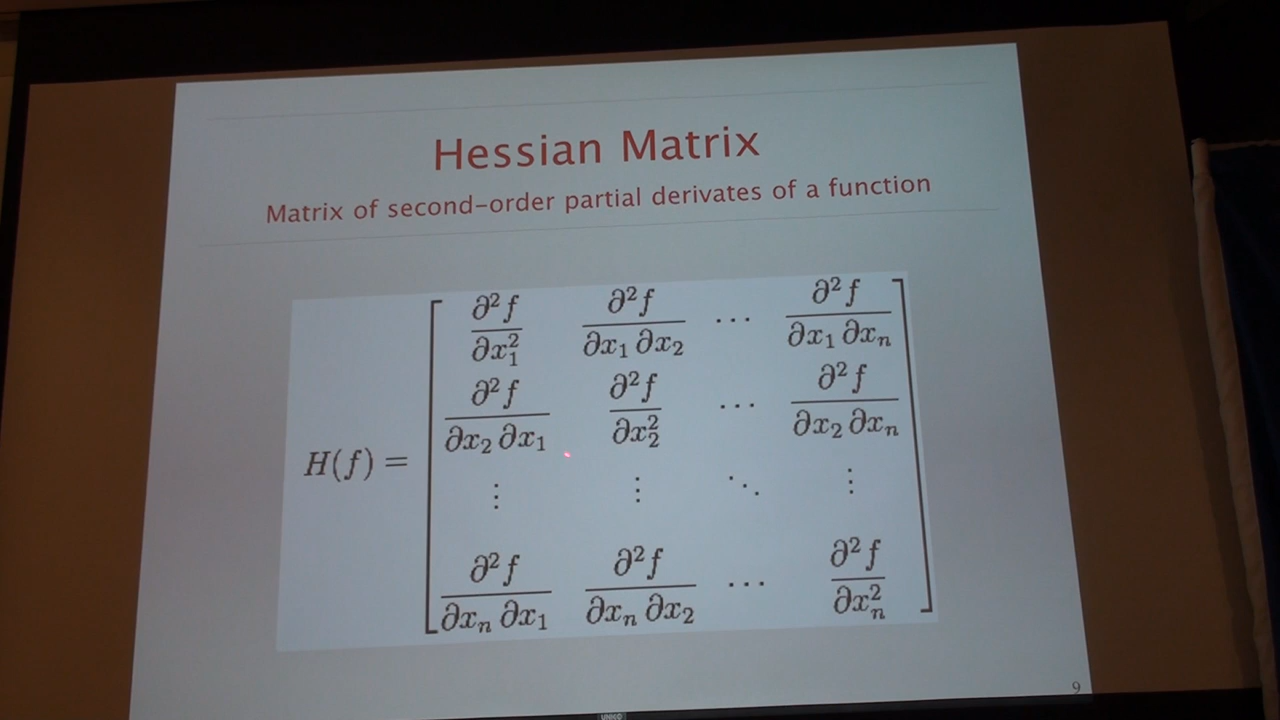 Hessian Matrix
Matrix of second-order partial derivates of a function
H(f) = 
∂²f/∂x₁² ∂²f/∂x₁ ∂x₂ ⋯ ∂²f/∂x₁ ∂xₙ
∂²f/∂x₂ ∂x₁ ∂²f/∂x₂² ⋯ ∂²f/∂x₂ ∂xₙ
⋮ ⋮ ⋱ ⋮
∂²f/∂xₙ ∂x₁ ∂²f/∂xₙ ∂x₂ ⋯ ∂²f/∂xₙ²
9